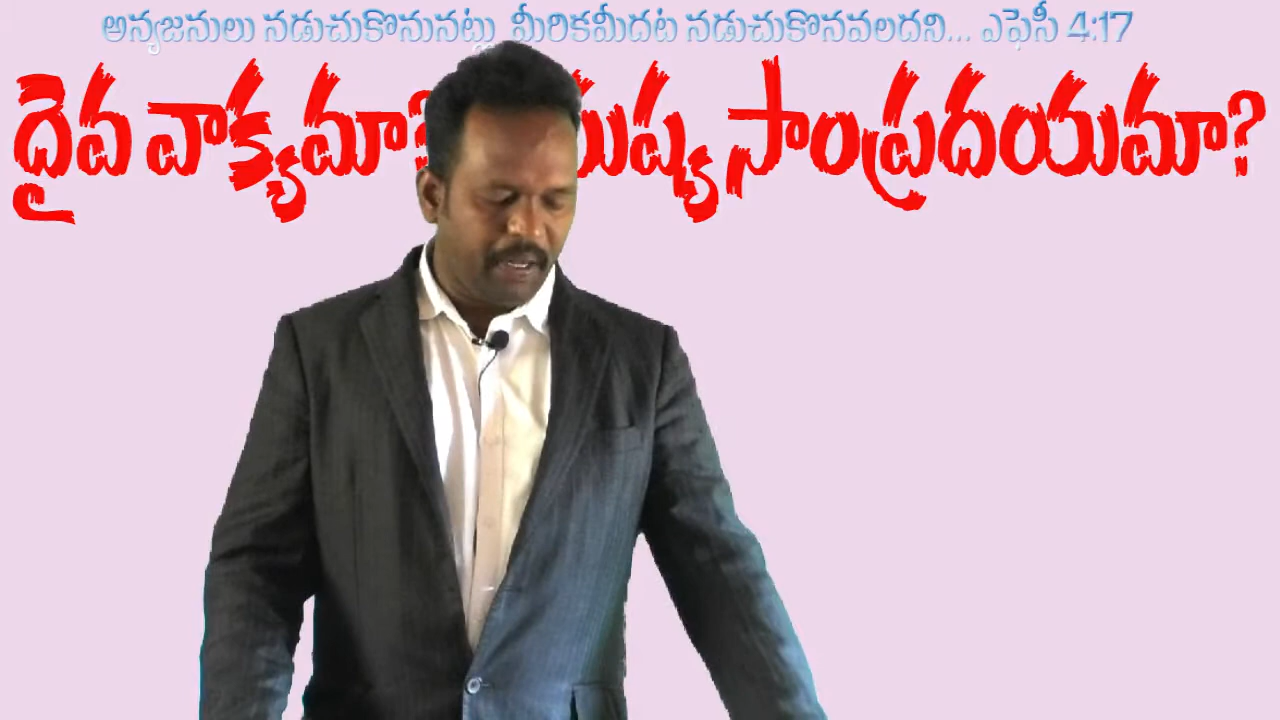 అన్యజనులు నడుచుకొనునట్లు మీరికమీదట నడుచుకొనవలదని... ఎఫెసీ 4:17
దైవ వాక్యమా? సాంప్రదయమా?